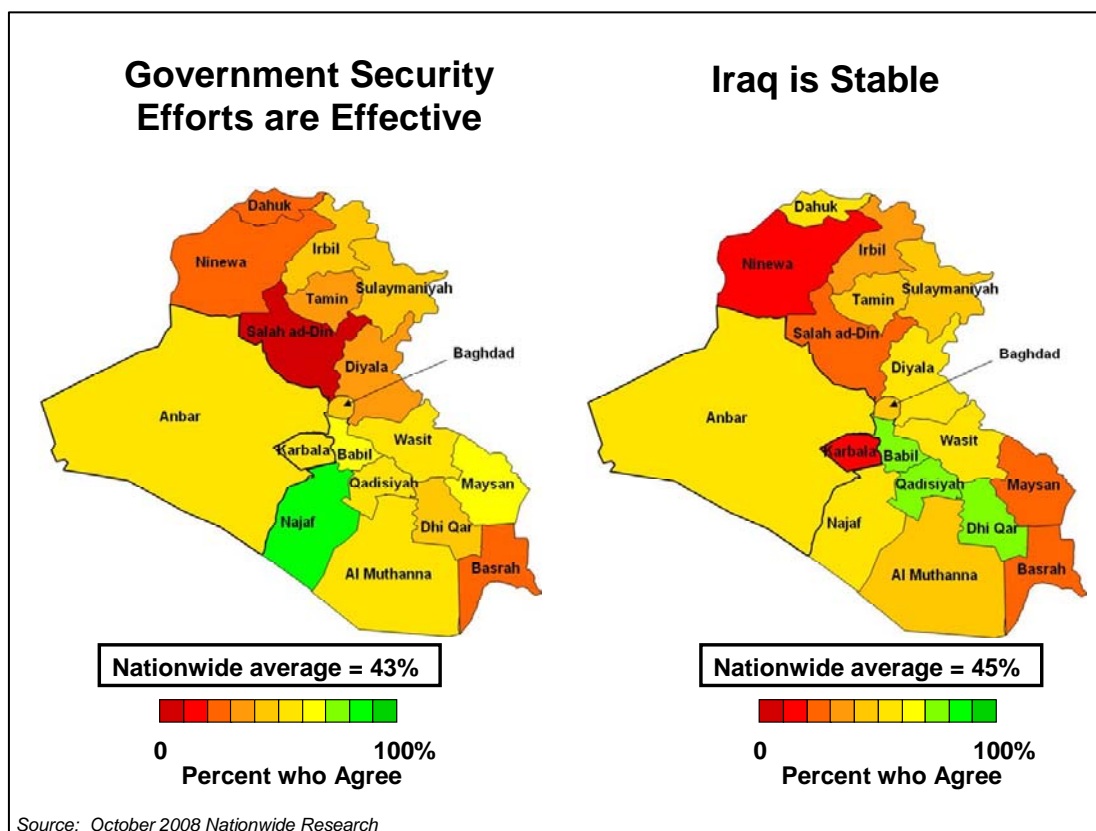 Government Security
Efforts are Effective
Dahuk
Ninewa
Irbil
Tamin
Sulaymaniyah
Salah ad-Din
Diyala
Baghdad
Anbar
Karbala
Babil
Wasit
Qadisiyah
Maysan
Najaf
Dhi Qar
Al Muthanna
Basrah
Nationwide average = 43%
0 100%
Percent who Agree
Iraq is Stable
Dahuk
Ninewa
Irbil
Tamin
Sulaymaniyah
Salah ad-Din
Diyala
Baghdad
Anbar
Karbala
Babil
Wasit
Qadisiyah
Maysan
Najaf
Dhi Qar
Al Muthanna
Basrah
Nationwide average = 45%
0 100%
Percent who Agree
Source: October 2008 Nationwide Research